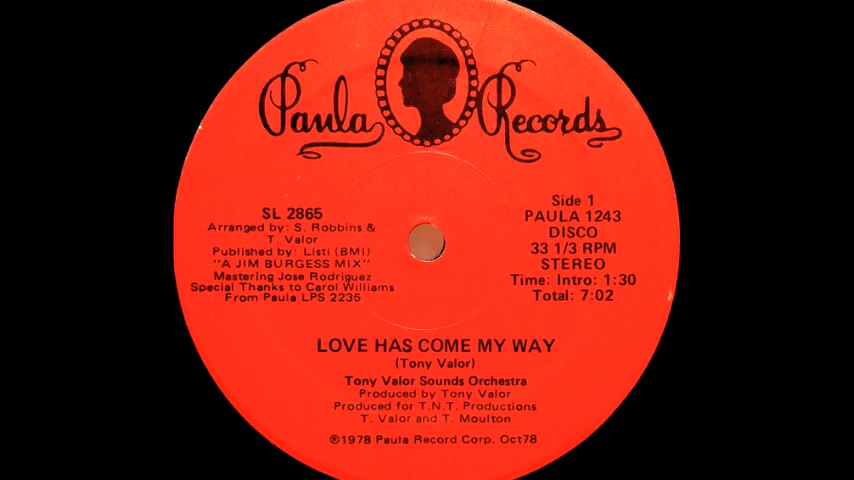 Paula Records
SL 2865
Arranged by: S. Robbins &
T. Valor
Published by: Listi (BMI)
"A JIM BURGESS MIX"
Mastering Jose Rodriguez
Special Thanks to Carol Williams
From Paula LPS 2235
Side 1
PAULA 1243
DISCO
33 1/3 RPM
STEREO
Time: Intro: 1:30
Total: 7:02
LOVE HAS COME MY WAY
(Tony Valor)
Tony Valor Sounds Orchestra
Produced by Tony Valor
Produced for T.N.T. Productions
T. Valor and T. Moulton
℗1978 Paula Record Corp. Oct78